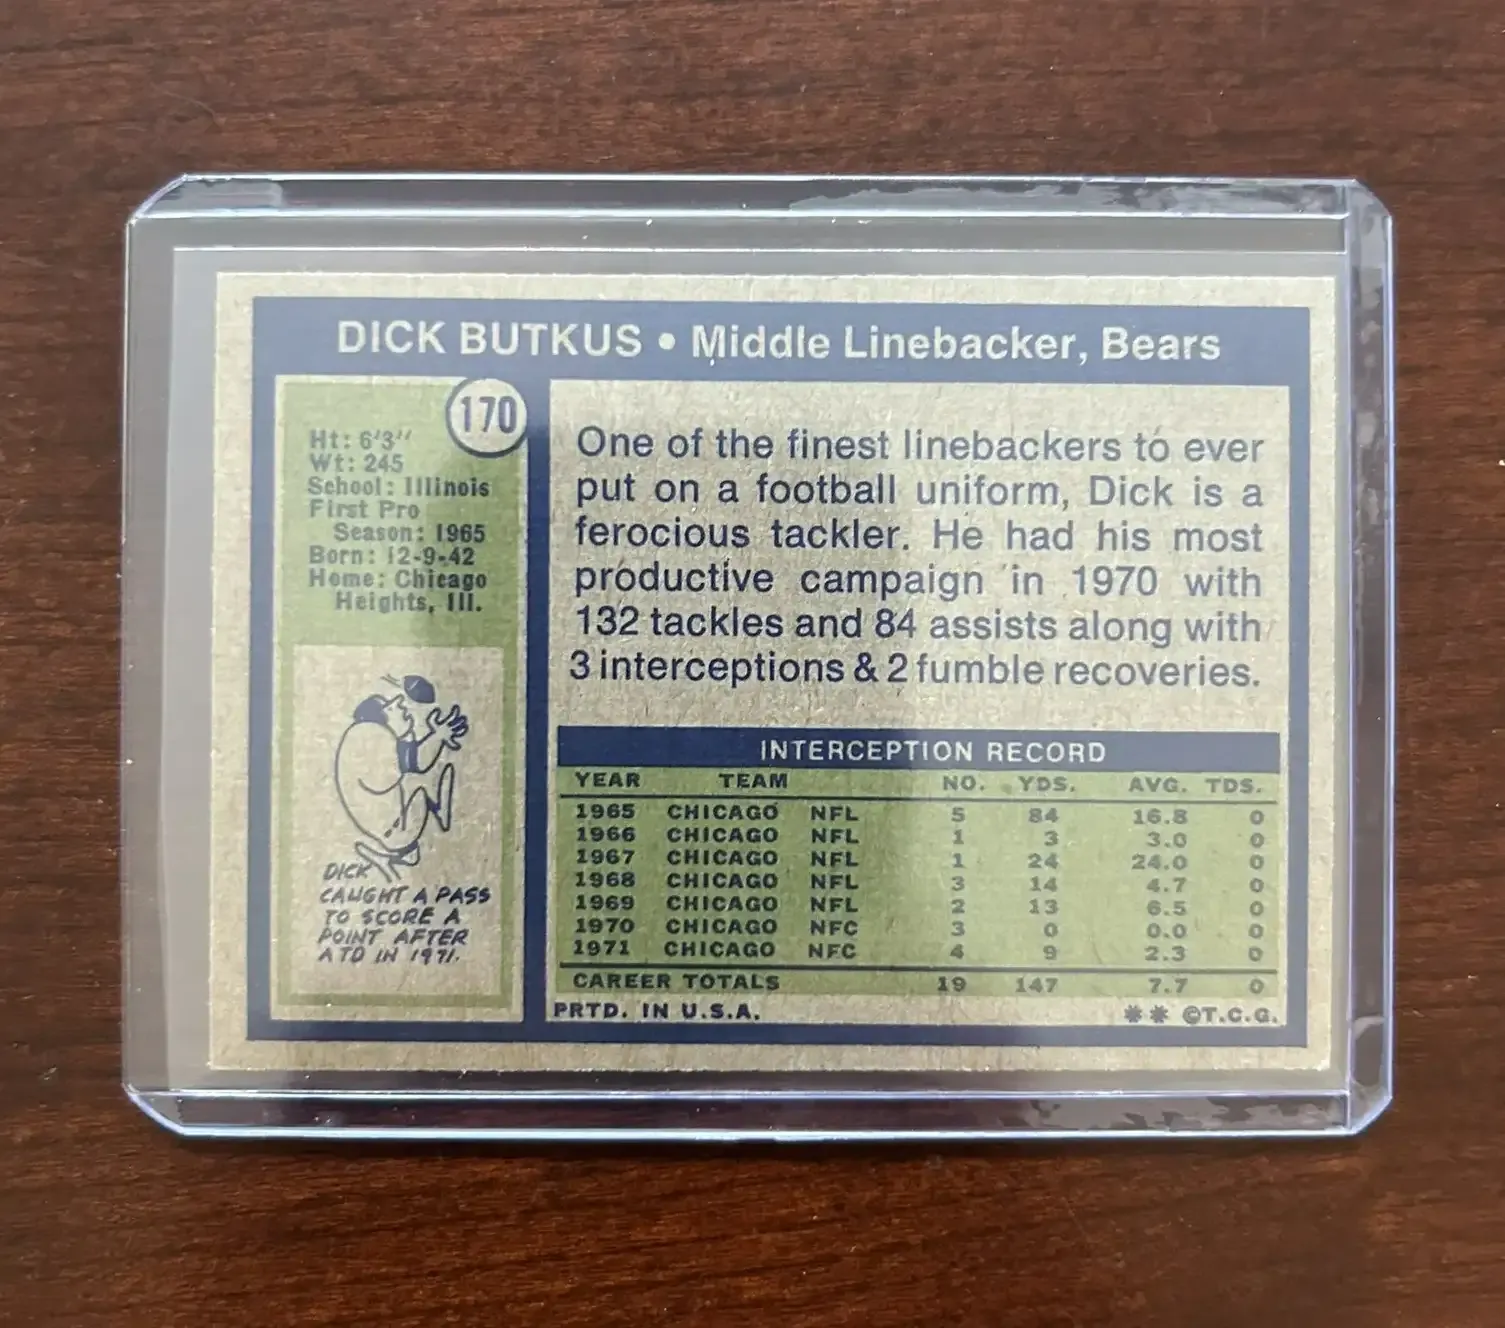 DICK BUTKUS • Middle Linebacker, Bears
170
Ht: 6'3"
Wt: 245
School: Illinois
First Pro
Season: 1965
Born: 12-9-42
Home: Chicago
Heights, Ill.
DICK
CAUGHT A PASS
TO SCORE A
POINT AFTER
A TD IN 1971.
One of the finest linebackers to ever
put on a football uniform, Dick is a
ferocious tackler. He had his most
productive campaign in 1970 with
132 tackles and 84 assists along with
3 interceptions & 2 fumble recoveries.
INTERCEPTION RECORD
YEAR TEAM NO. YDS. AVG. TDS.
1965 CHICAGO NFL 5 84 16.8 0
1966 CHICAGO NFL 1 3 3.0 0
1967 CHICAGO NFL 1 24 24.0 0
1968 CHICAGO NFL 3 14 4.7 0
1969 CHICAGO NFL 2 13 6.5 0
1970 CHICAGO NFC 3 0 0.0 0
1971 CHICAGO NFC 4 9 2.3 0
CAREER TOTALS 19 147 7.7 0
PRTD. IN U.S.A. ** ©T.C.G.